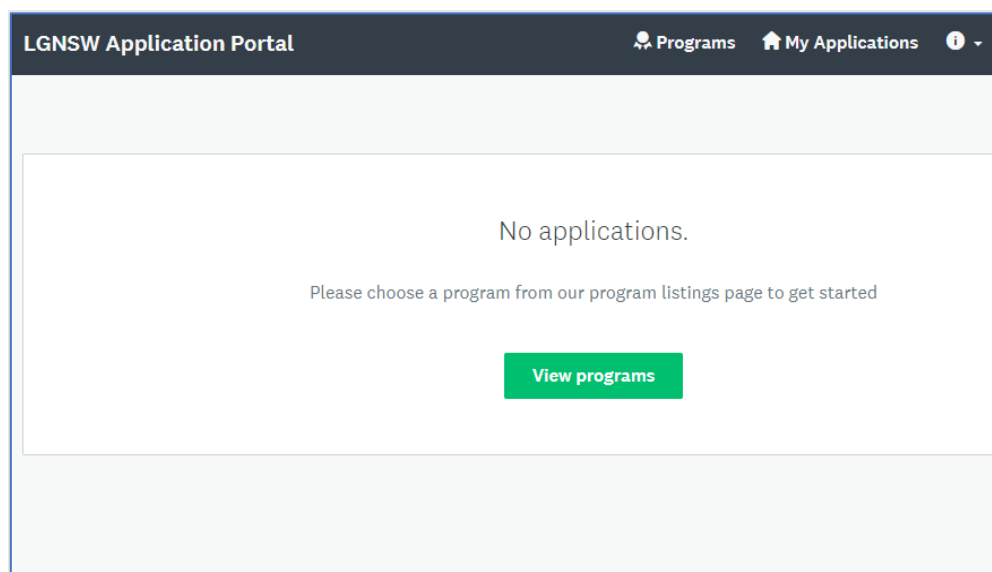 LGNSW Application Portal
Programs
My Applications
No applications.
Please choose a program from our program listings page to get started
View programs